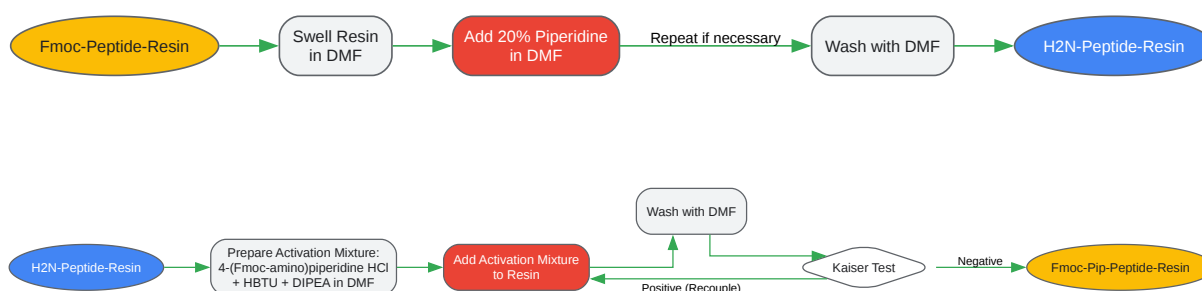 Fmoc-Peptide-Resin
Swell Resin
in DMF
Add 20% Piperidine
in DMF
Repeat if necessary
Wash with DMF
H2N-Peptide-Resin
H2N-Peptide-Resin
Prepare Activation Mixture:
4-(Fmoc-amino)piperidine HCl
+ HBTU + DIPEA in DMF
Add Activation Mixture
to Resin
Wash with DMF
Positive (Recouple)
Kaiser Test
Negative
Fmoc-Pip-Peptide-Resin